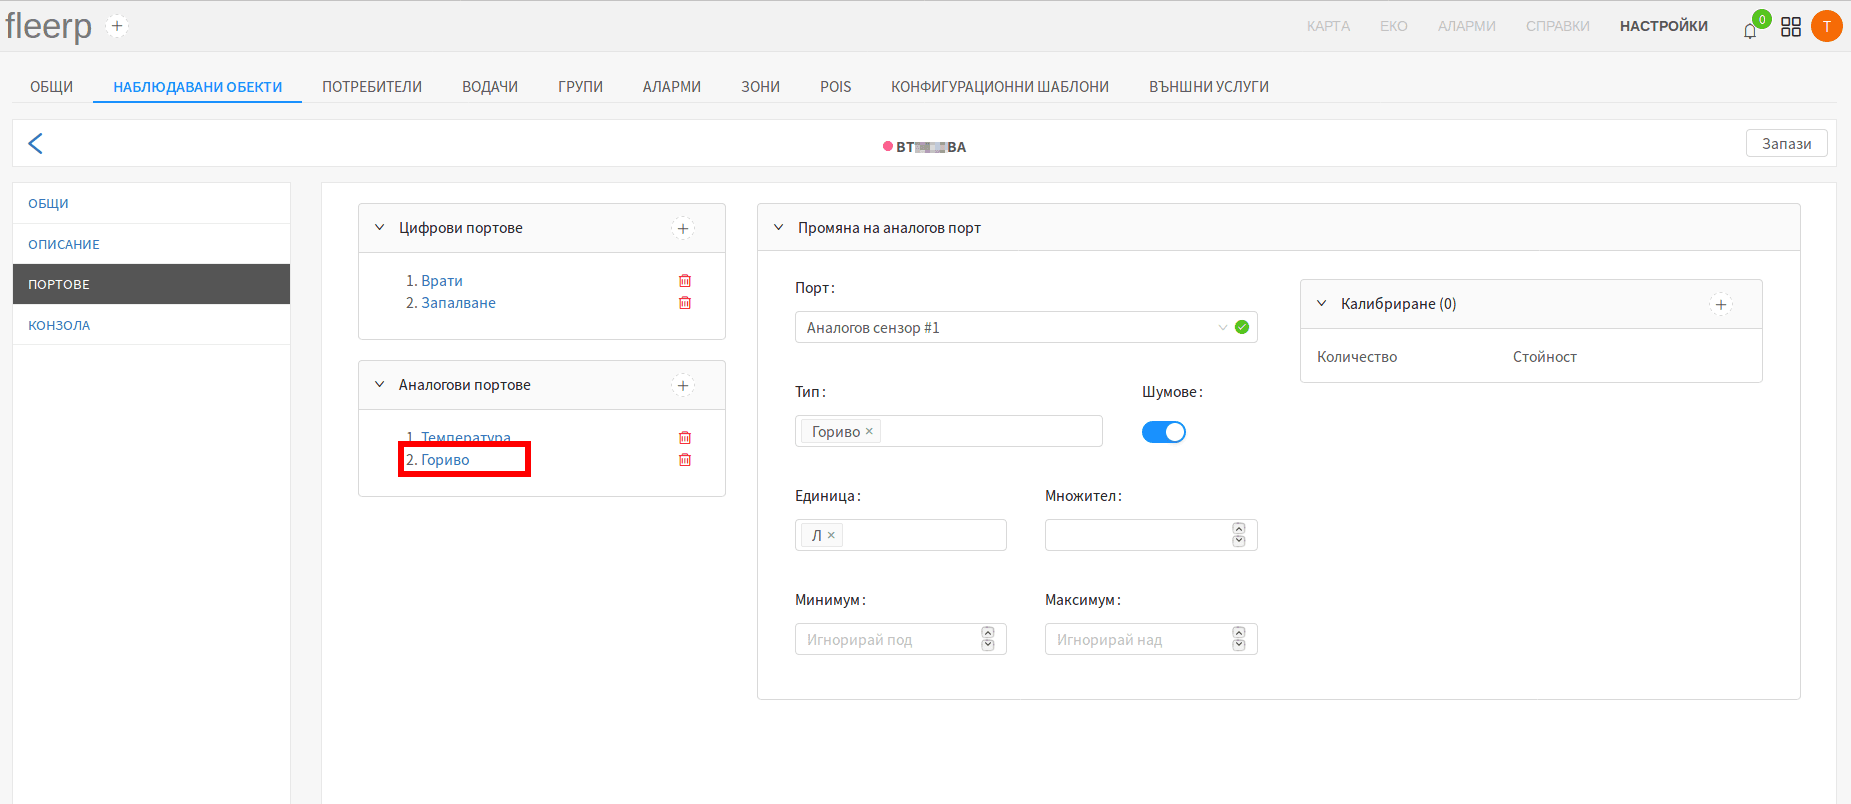 fleerp +
КАРТА ЕКО АЛАРМИ СПРАВКИ НАСТРОЙКИ 0 T
ОБЩИ НАБЛЮДАВАНИ ОБЕКТИ ПОТРЕБИТЕЛИ ВОДАЧИ ГРУПИ АЛАРМИ ЗОНИ POIS КОНФИГУРАЦИОННИ ШАБЛОНИ ВЪНШНИ УСЛУГИ
BT BA
Запази
ОБЩИ
ОПИСАНИЕ
ПОРТОВЕ
КОНЗОЛА
Цифрови портове +
1. Врати
2. Запалване
Аналогови портове +
1. Температура
2. Гориво
Промяна на аналогов порт
Порт:
Аналогов сензор #1
Тип: Шумове:
Гориво ×
Единица: Множител:
Л ×
Минимум: Максимум:
Игнорирай под Игнорирай над
Калибриране (0) +
Количество Стойност